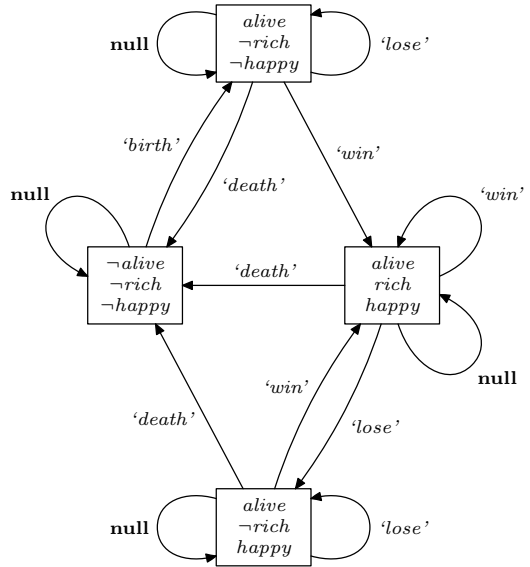 alive
¬rich
¬happy
null
‘lose’
‘birth’
‘death’
‘win’
null
¬alive
¬rich
¬happy
‘death’
alive
rich
happy
‘win’
null
‘death’
‘win’
‘lose’
null
alive
¬rich
happy
‘lose’